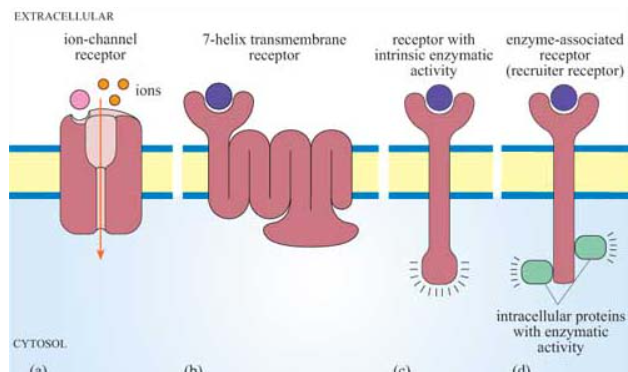 EXTRACELLULAR
ion-channel
receptor
ions
7-helix transmembrane
receptor
receptor with
intrinsic enzymatic
activity
enzyme-associated
receptor
(recruiter receptor)
intracellular proteins
with enzymatic
activity
CYTOSOL
(a)
(b)
(c)
(d)